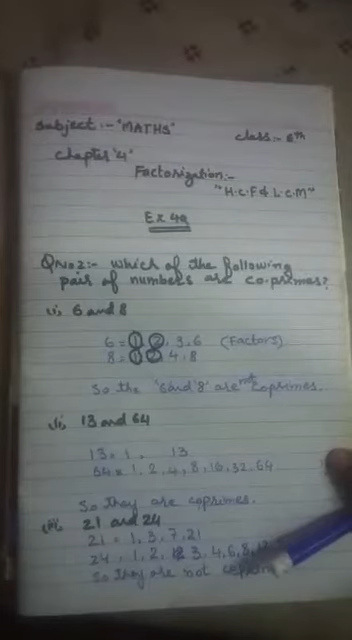 Subject :- "MATHS"
class :- 6th
Chapter "4"
Factorization:-
"H.C.F & L.C.M"
Ex 4a
QNo2:- which of the following
pair of numbers are co-primes?
(i) 6 and 8
6 = 1, 2, 3, 6 (Factors)
8 = 1, 2, 4, 8
So the '6 and 8' are not coprimes.
(ii) 13 and 64
13 = 1, 13
64 = 1, 2, 4, 8, 16, 32, 64
So they are coprimes.
(iii) 21 and 24
21 = 1, 3, 7, 21
24 = 1, 2, 3, 4, 6, 8,
So they are not